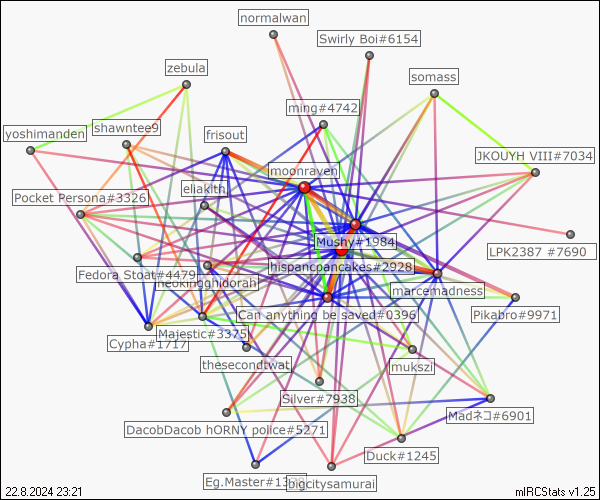 normalwan
Swirly Boi#6154
zebula
somass
ming#4742
yoshimanden
shawntee9
frisout
JKOUYH VIII#7034
moonraven
eliakith,
Pocket Persona#3326
Mushy#1984
LPK2387 #7690
hispancpancakes#2928
Fedora Stoat#4479
neokingghidorah
marcemadness
Can anything be saved#0396
Pikabro#9971
Cypha#1717
Majestic#3375
thesecondtwat,
mukszi
Silver#7938
Madネコ#6901
DacobDacob hORNY police#5271
Duck#1245
Eg.Master#13
bigcitysamurai
22.8.2024 23:21
mIRCStats v1.25